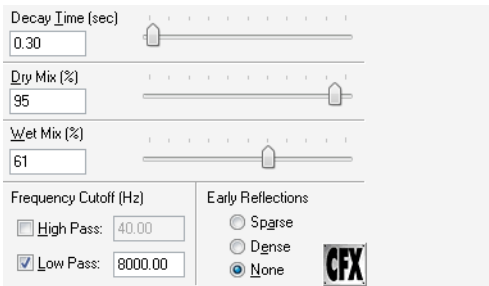 Decay Time (sec)
0.30
Dry Mix (%)
95
Wet Mix (%)
61
Frequency Cutoff (Hz)
High Pass: 40.00
Low Pass: 8000.00
Early Reflections
Sparse
Dense
None
CFX